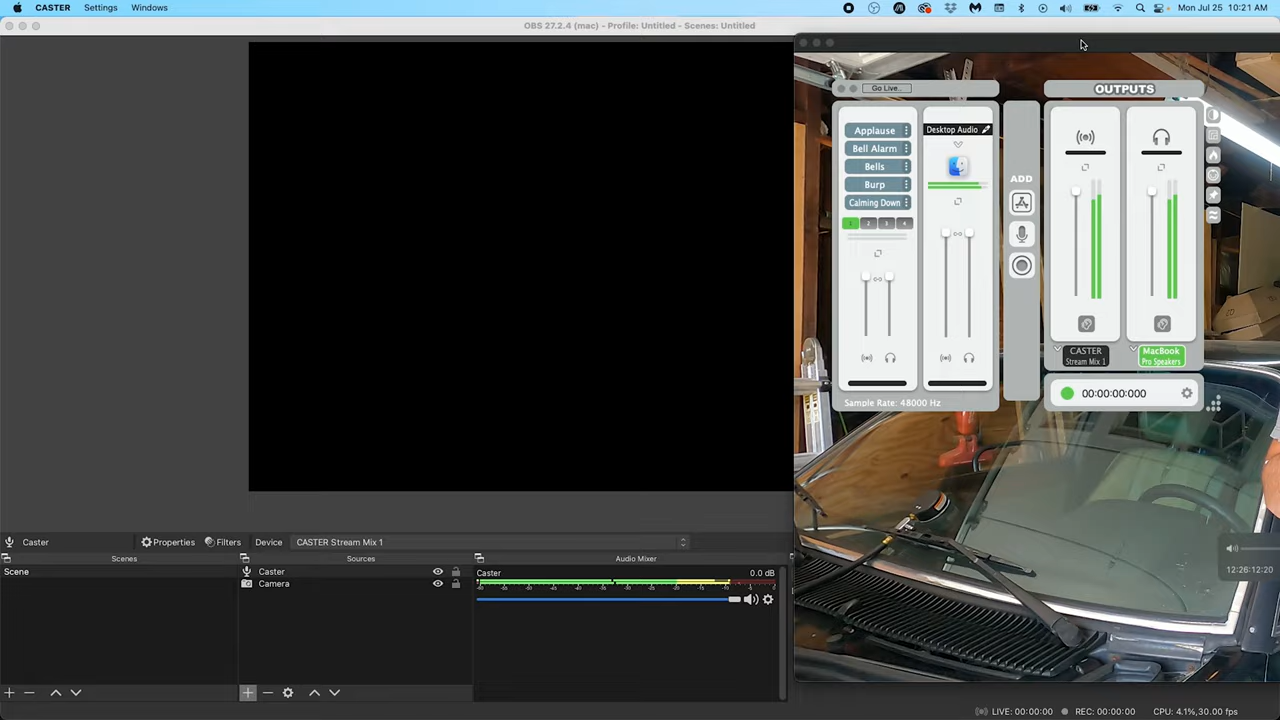 CASTER Settings Windows Mon Jul 25 10:21 AM
OBS 27.2.4 (mac) - Profile: Untitled - Scenes: Untitled
Go Live..
OUTPUTS
Applause
Bell Alarm
Bells
Burp
Calming Down
1 2 3 4
Desktop Audio
ADD
CASTER
Stream Mix 1
MacBook
Pro Speakers
00:00:00:000
Sample Rate: 48000 Hz
12:26:12:20
Caster Properties Filters Device CASTER Stream Mix 1
Scenes Sources Audio Mixer
Scene
Caster
Camera
Caster 0.0 dB
LIVE: 00:00:00 REC: 00:00:00 CPU: 4.1%,30.00 fps